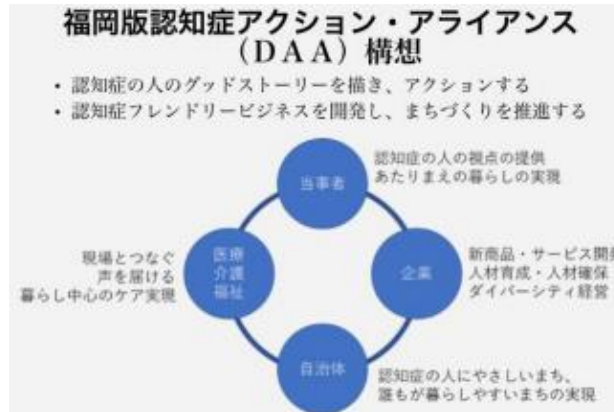 福岡版認知症アクション・アライアンス
（ＤＡＡ）構想
• 認知症の人のグッドストーリーを描き、アクションする
• 認知症フレンドリービジネスを開発し、まちづくりを推進する
当事者
認知症の人の視点の提供
あたりまえの暮らしの実現
現場とつなぐ
声を届ける
暮らし中心のケア実現
医療
介護
福祉
企業
新商品・サービス開発
人材育成・人材確保
ダイバーシティ経営
自治体
認知症の人にやさしいまち、
誰もが暮らしやすいまちの実現